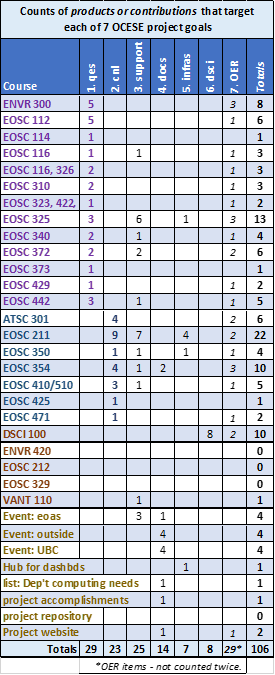 Counts of products or contributions that target
each of 7 OCESE project goals
Course 1. qes 2. cnl 3. support 4. docs 5. infras 6. dsci 7. OER Totals
ENVR 300 5 3 8
EOSC 112 5 1 6
EOSC 114 1 1
EOSC 116 1 1 1 3
EOSC 116, 326 2 1 3
EOSC 310 2 1 3
EOSC 323, 422, 1 1 2
EOSC 325 3 6 1 3 13
EOSC 340 2 1 1 4
EOSC 372 2 2 2 6
EOSC 373 1 1
EOSC 429 1 1 2
EOSC 442 3 1 1 5
ATSC 301 4 2 6
EOSC 211 9 7 4 2 22
EOSC 350 1 1 1 1 4
EOSC 354 4 1 2 3 10
EOSC 410/510 3 1 1 5
EOSC 425 1 1
EOSC 471 1 1 2
DSCI 100 8 2 10
ENVR 420 0
EOSC 212 0
EOSC 329 0
VANT 110 1 1
Event: eoas 3 1 4
Event: outside 4 4
Event: UBC 4 4
Hub for dashbds 1 1
list: Dep't computing needs 1 1
project accomplishments 1 1
project repository 0
Project website 1 1 2
Totals 29 23 25 14 7 8 29* 106
*OER items - not counted twice.